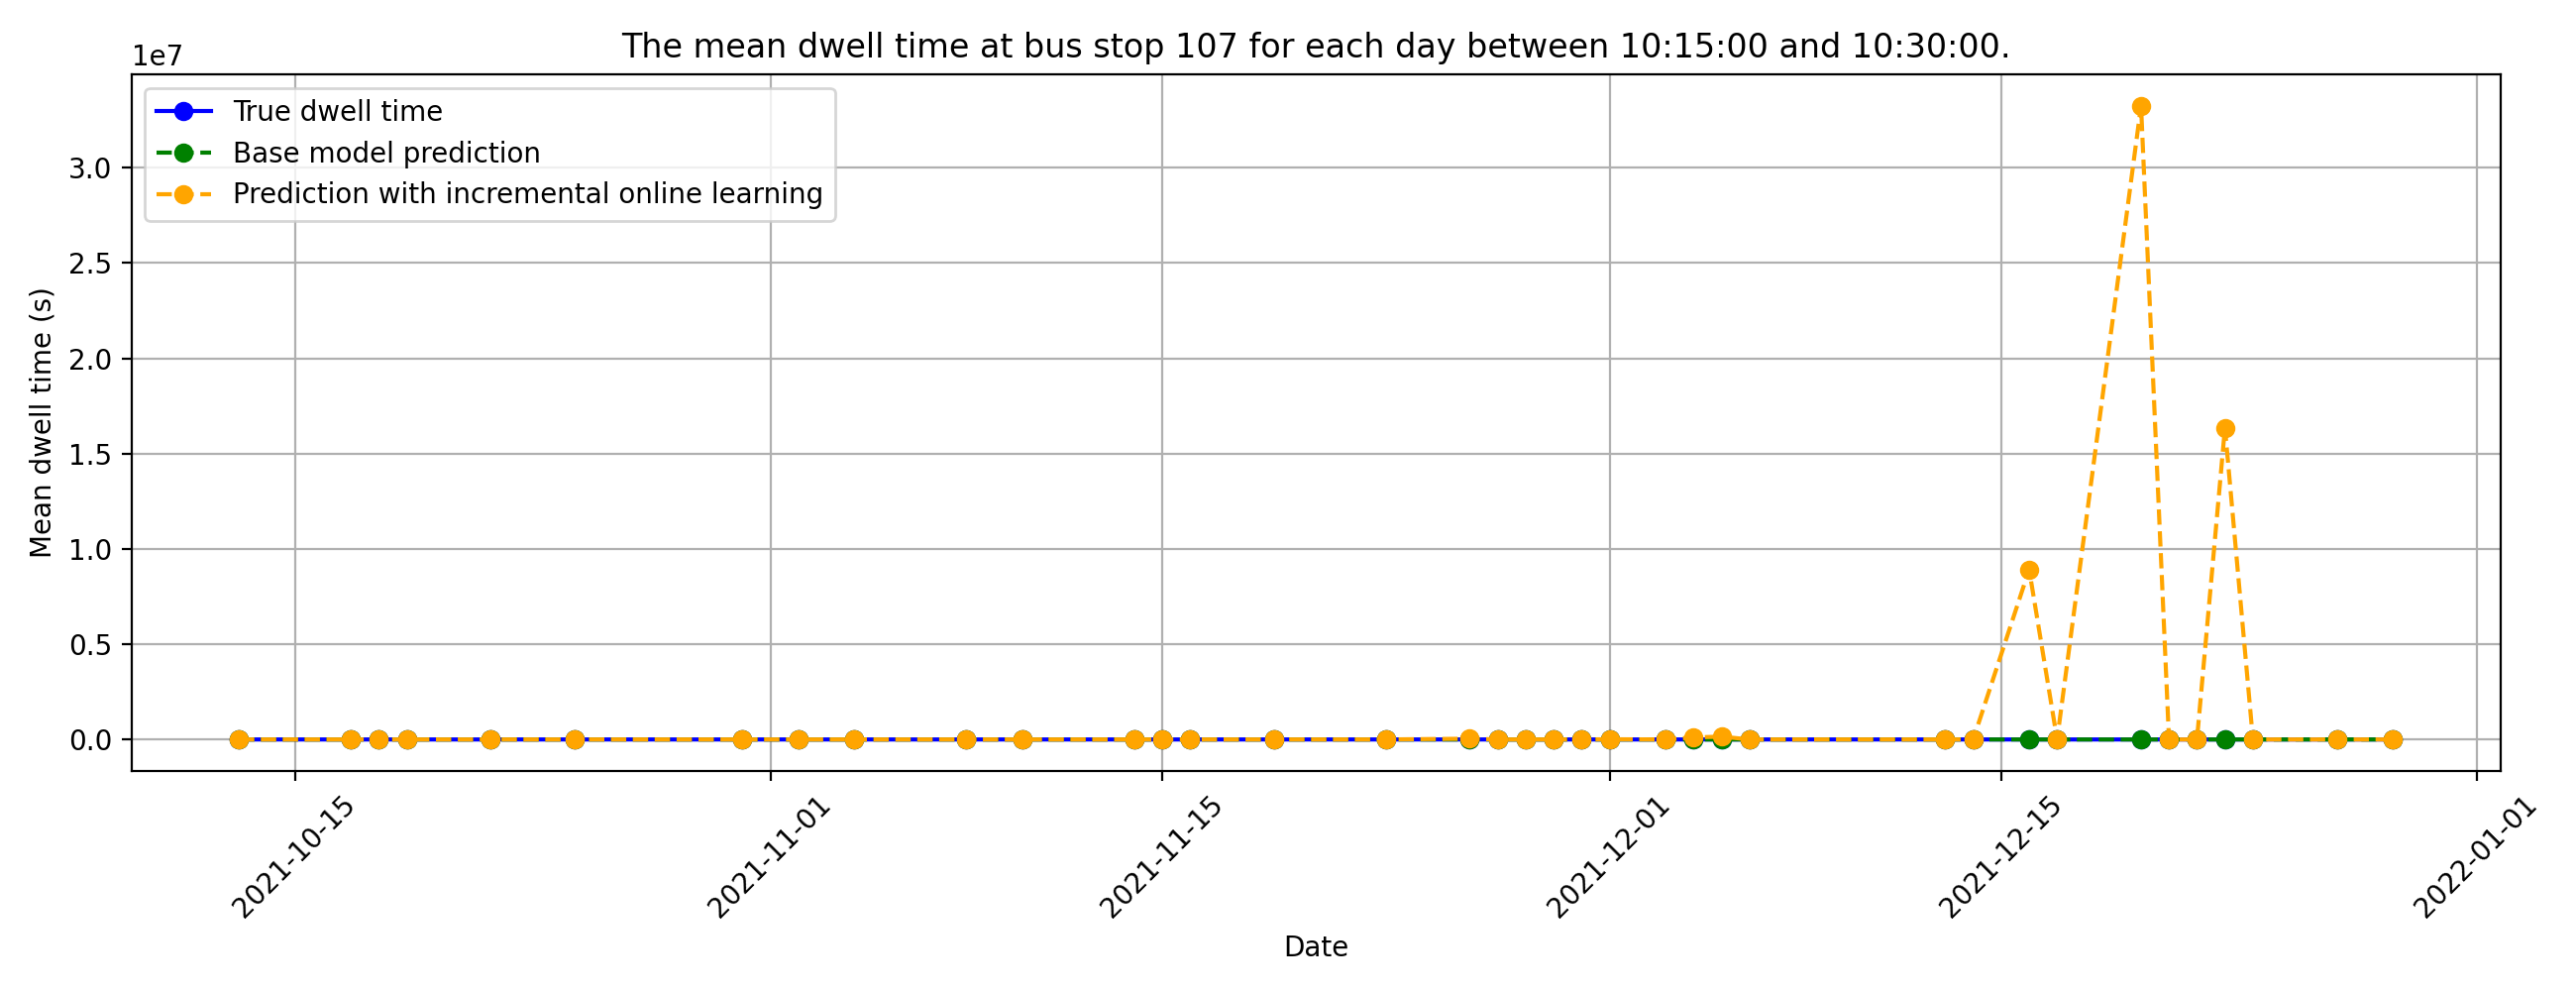 The mean dwell time at bus stop 107 for each day between 10:15:00 and 10:30:00.
1e7
True dwell time
Base model prediction
Prediction with incremental online learning
Mean dwell time (s)
3.0
2.5
2.0
1.5
1.0
0.5
0.0
2021-10-15
2021-11-01
2021-11-15
2021-12-01
2021-12-15
2022-01-01
Date